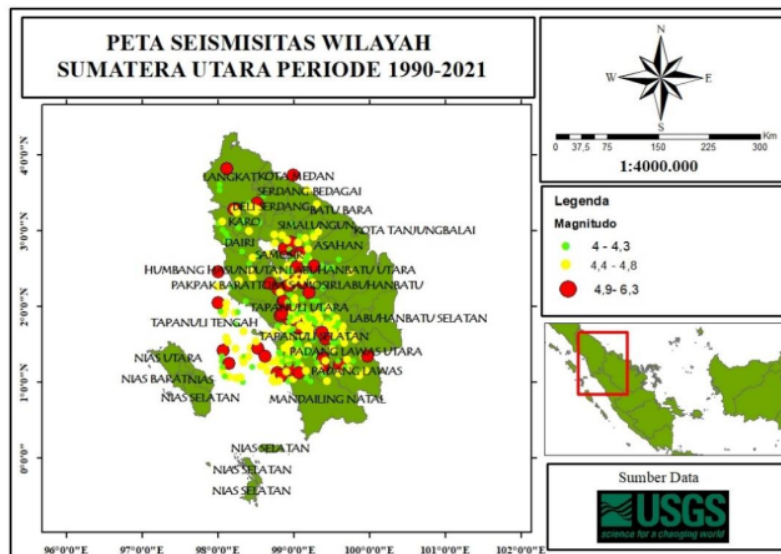 PETA SEISMISITAS WILAYAH
SUMATERA UTARA PERIODE 1990-2021
N
W E
S
Km
0 37,5 75 150 225 300
1:4000.000
Legenda
Magnitudo
4 - 4,3
4,4 - 4,8
4,9- 6,3
Sumber Data
USGS
science for a changing world
4°0'0"N
3°0'0"N
2°0'0"N
1°0'0"N
0°0'0"
96°0'0"E 97°0'0"E 98°0'0"E 99°0'0"E 100°0'0"E 101°0'0"E 102°0'0"E
LANGKAT KOTA MEDAN
SERDANG BEDAGAI
DELI SERDANG BATU BARA
KARO SIMALUNGUN KOTA TANJUNGBALAI
DAIRI ASAHAN
SAMOSIR
HUMBANG HASUNDUTAN LABUHANBATU UTARA
PAKPAK BARAT TOBA SAMOSIR LABUHANBATU
TAPANULI UTARA
TAPANULI TENGAH LABUHANBATU SELATAN
TAPANULI SELATAN
NIAS UTARA PADANG LAWAS UTARA
NIAS BARAT NIAS PADANG LAWAS
NIAS SELATAN MANDAILING NATAL
NIAS SELATAN
NIAS SELATAN
NIAS SELATAN